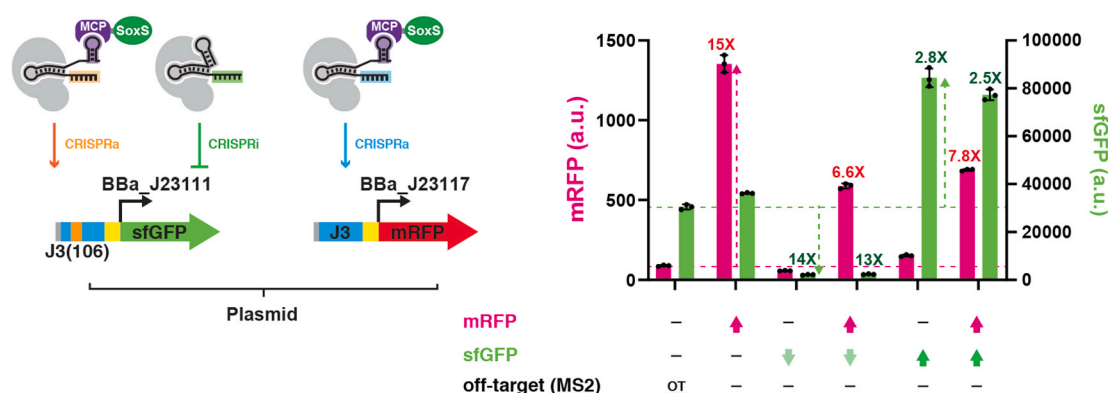 MCP SoxS
MCP SoxS
CRISPRa
CRISPRi
CRISPRa
BBa_J23111
BBa_J23117
sfGFP
J3
mRFP
J3(106)
Plasmid
mRFP (a.u.)
1500
1000
500
0
15X
14X
6.6X
13X
2.8X
7.8X
2.5X
100000
80000
60000
40000
20000
0
sfGFP (a.u.)
mRFP – – – –
sfGFP – – – –
off-target (MS2) OT – – – – –